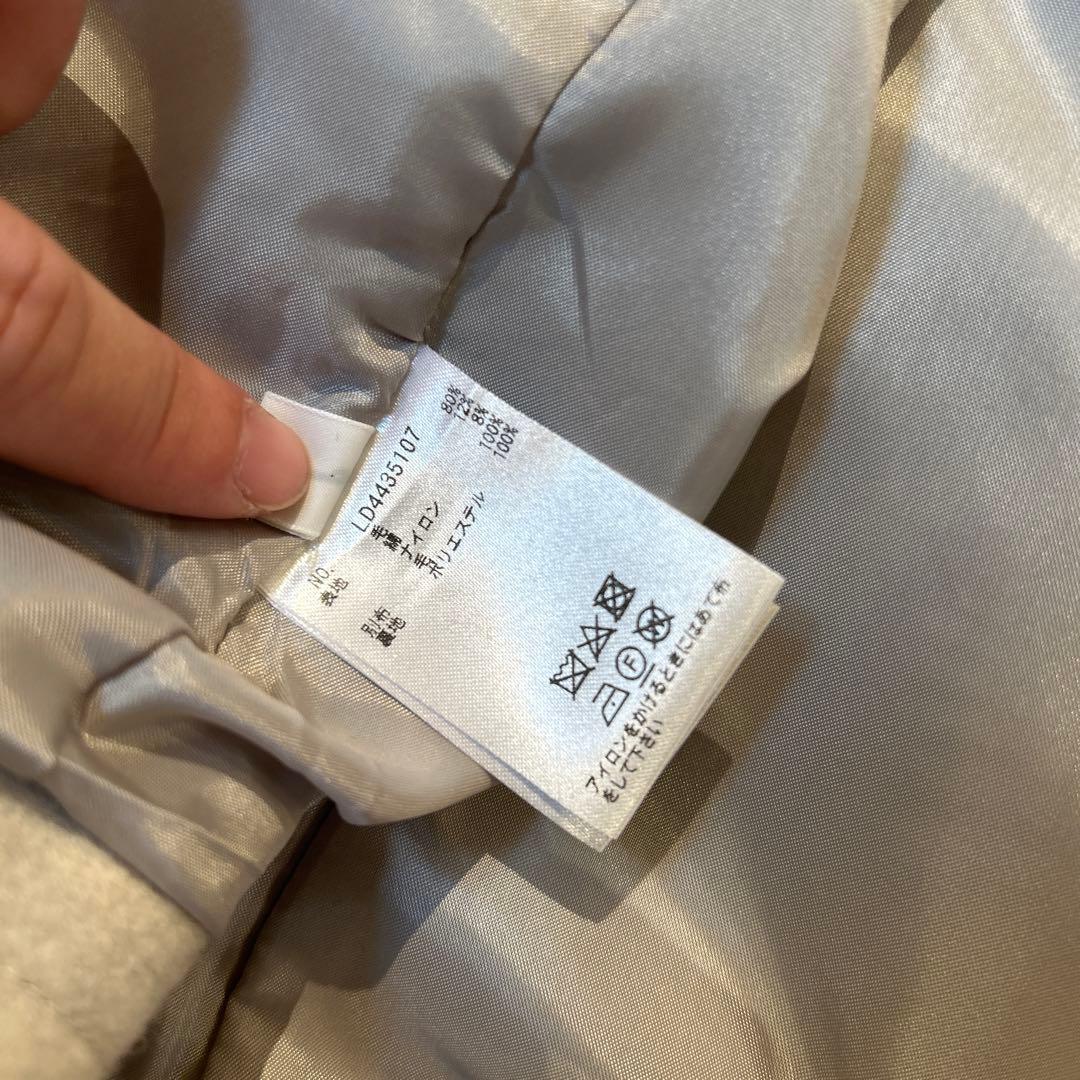 NO. LD4435107
表地 毛 80%
綿 12%
ナイロン 8%
別布 毛 100%
裏地 ポリエステル 100%
F
アイロンをかけるときにはあて布
をして下さい